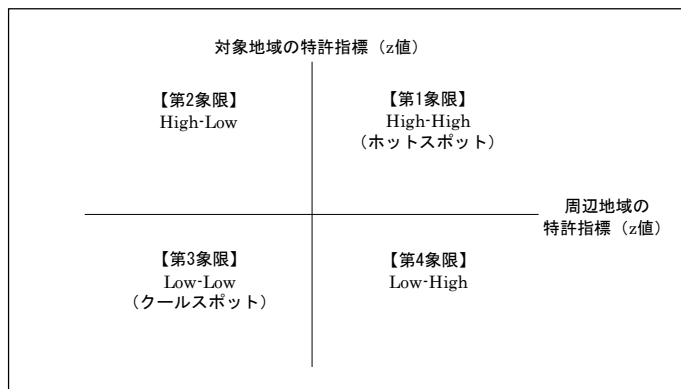 対象地域の特許指標（z値）
【第2象限】
High-Low
【第1象限】
High-High
（ホットスポット）
周辺地域の
特許指標（z値）
【第3象限】
Low-Low
（クールスポット）
【第4象限】
Low-High